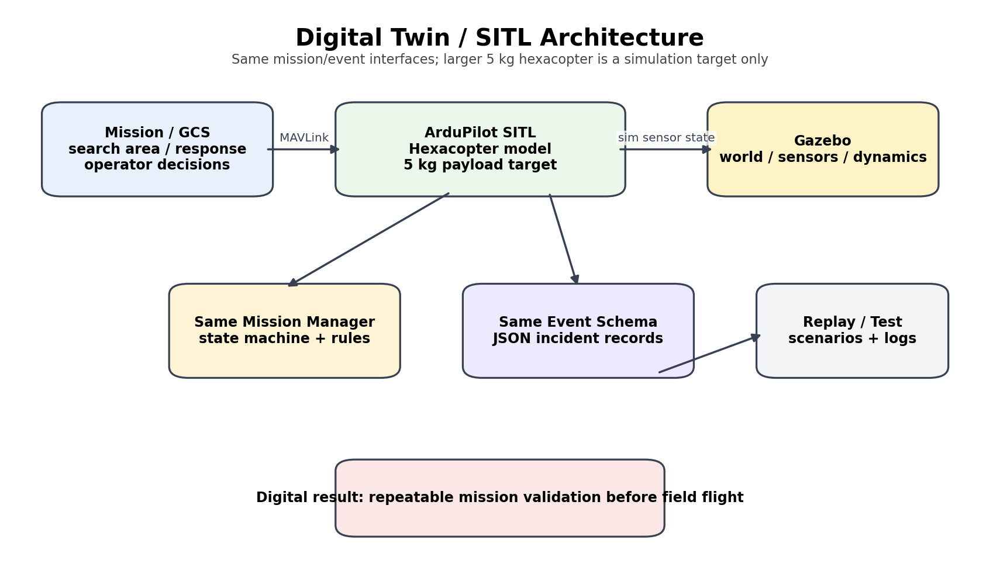 Digital Twin / SITL Architecture
Same mission/event interfaces; larger 5 kg hexacopter is a simulation target only
Mission / GCS
search area / response
operator decisions
MAVLink
ArduPilot SITL
Hexacopter model
5 kg payload target
sim sensor state
Gazebo
world / sensors / dynamics
Same Mission Manager
state machine + rules
Same Event Schema
JSON incident records
Replay / Test
scenarios + logs
Digital result: repeatable mission validation before field flight